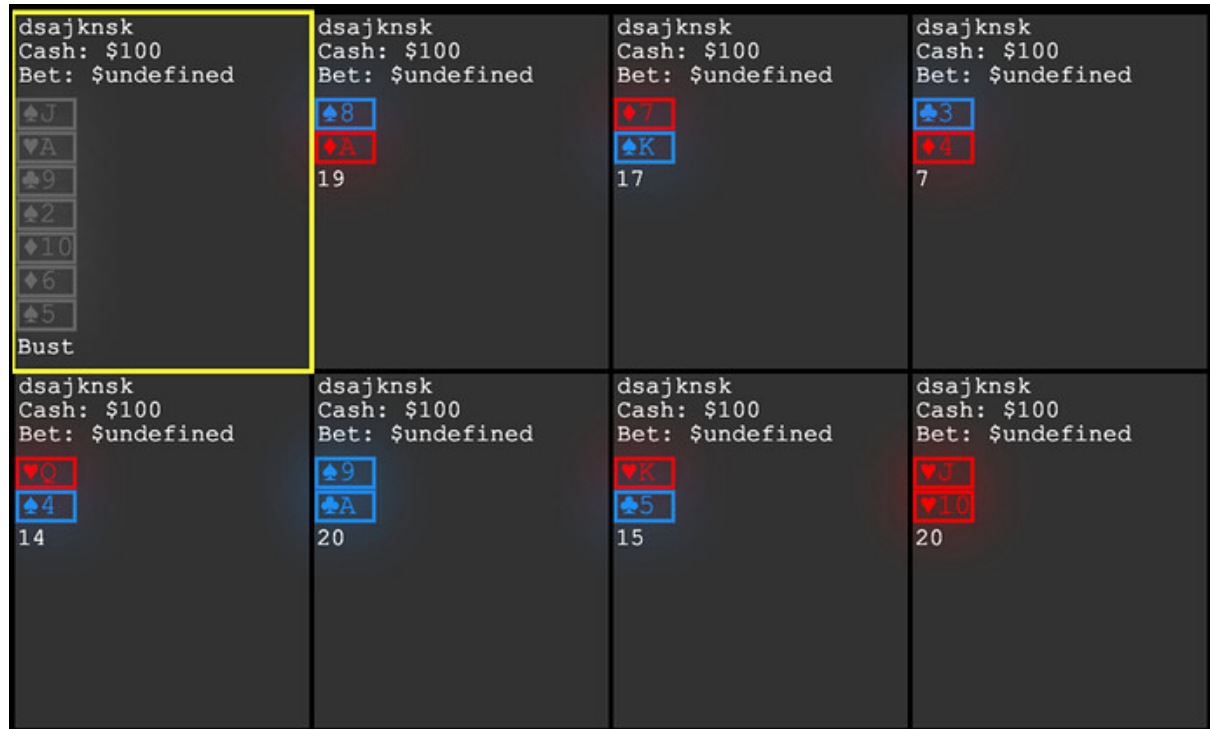 dsajknsk
Cash: $100
Bet: $undefined
♠J
♥A
♣9
♠2
♦10
♦6
♠5
Bust
dsajknsk
Cash: $100
Bet: $undefined
♠8
♦A
19
dsajknsk
Cash: $100
Bet: $undefined
♦7
♠K
17
dsajknsk
Cash: $100
Bet: $undefined
♣3
♦4
7
dsajknsk
Cash: $100
Bet: $undefined
♥Q
♠4
14
dsajknsk
Cash: $100
Bet: $undefined
♠9
♣A
20
dsajknsk
Cash: $100
Bet: $undefined
♥K
♣5
15
dsajknsk
Cash: $100
Bet: $undefined
♥J
♥10
20